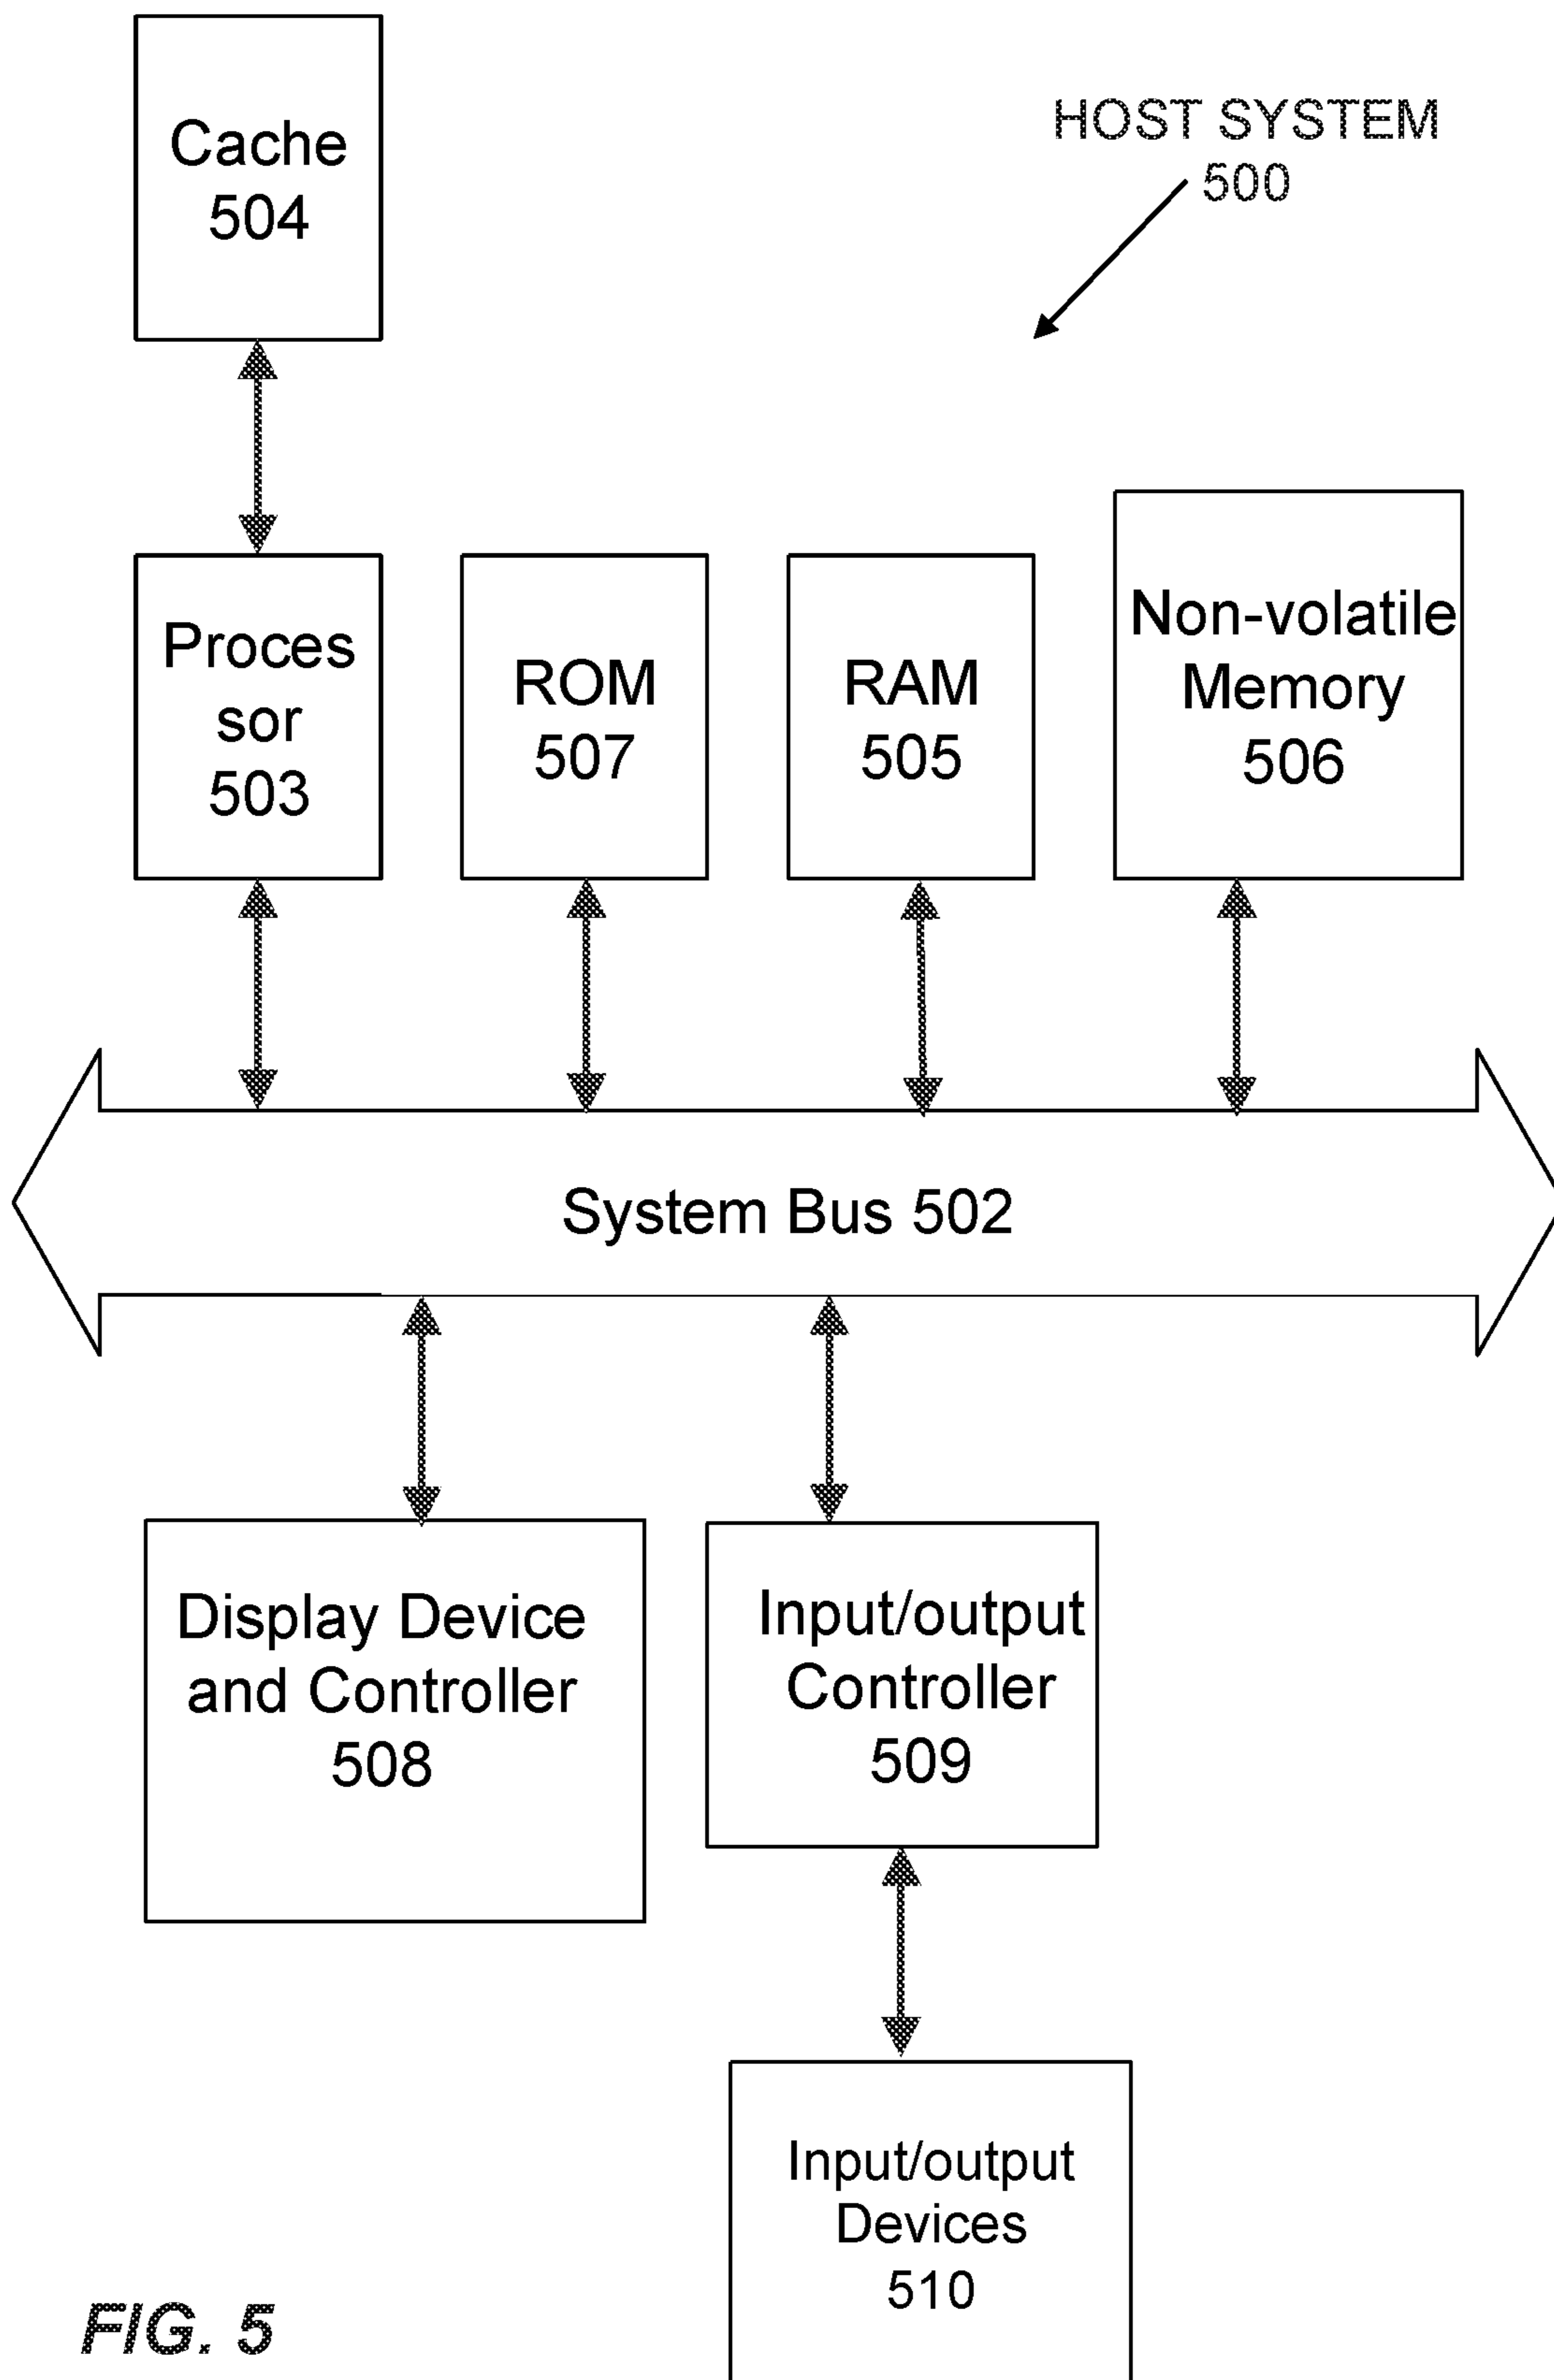 Cache
504
HOST SYSTEM
500
Proces
sor
503
ROM
507
RAM
505
Non-volatile
Memory
506
System Bus 502
Display Device
and Controller
508
Input/output
Controller
509
Input/output
Devices
510
FIG. 5